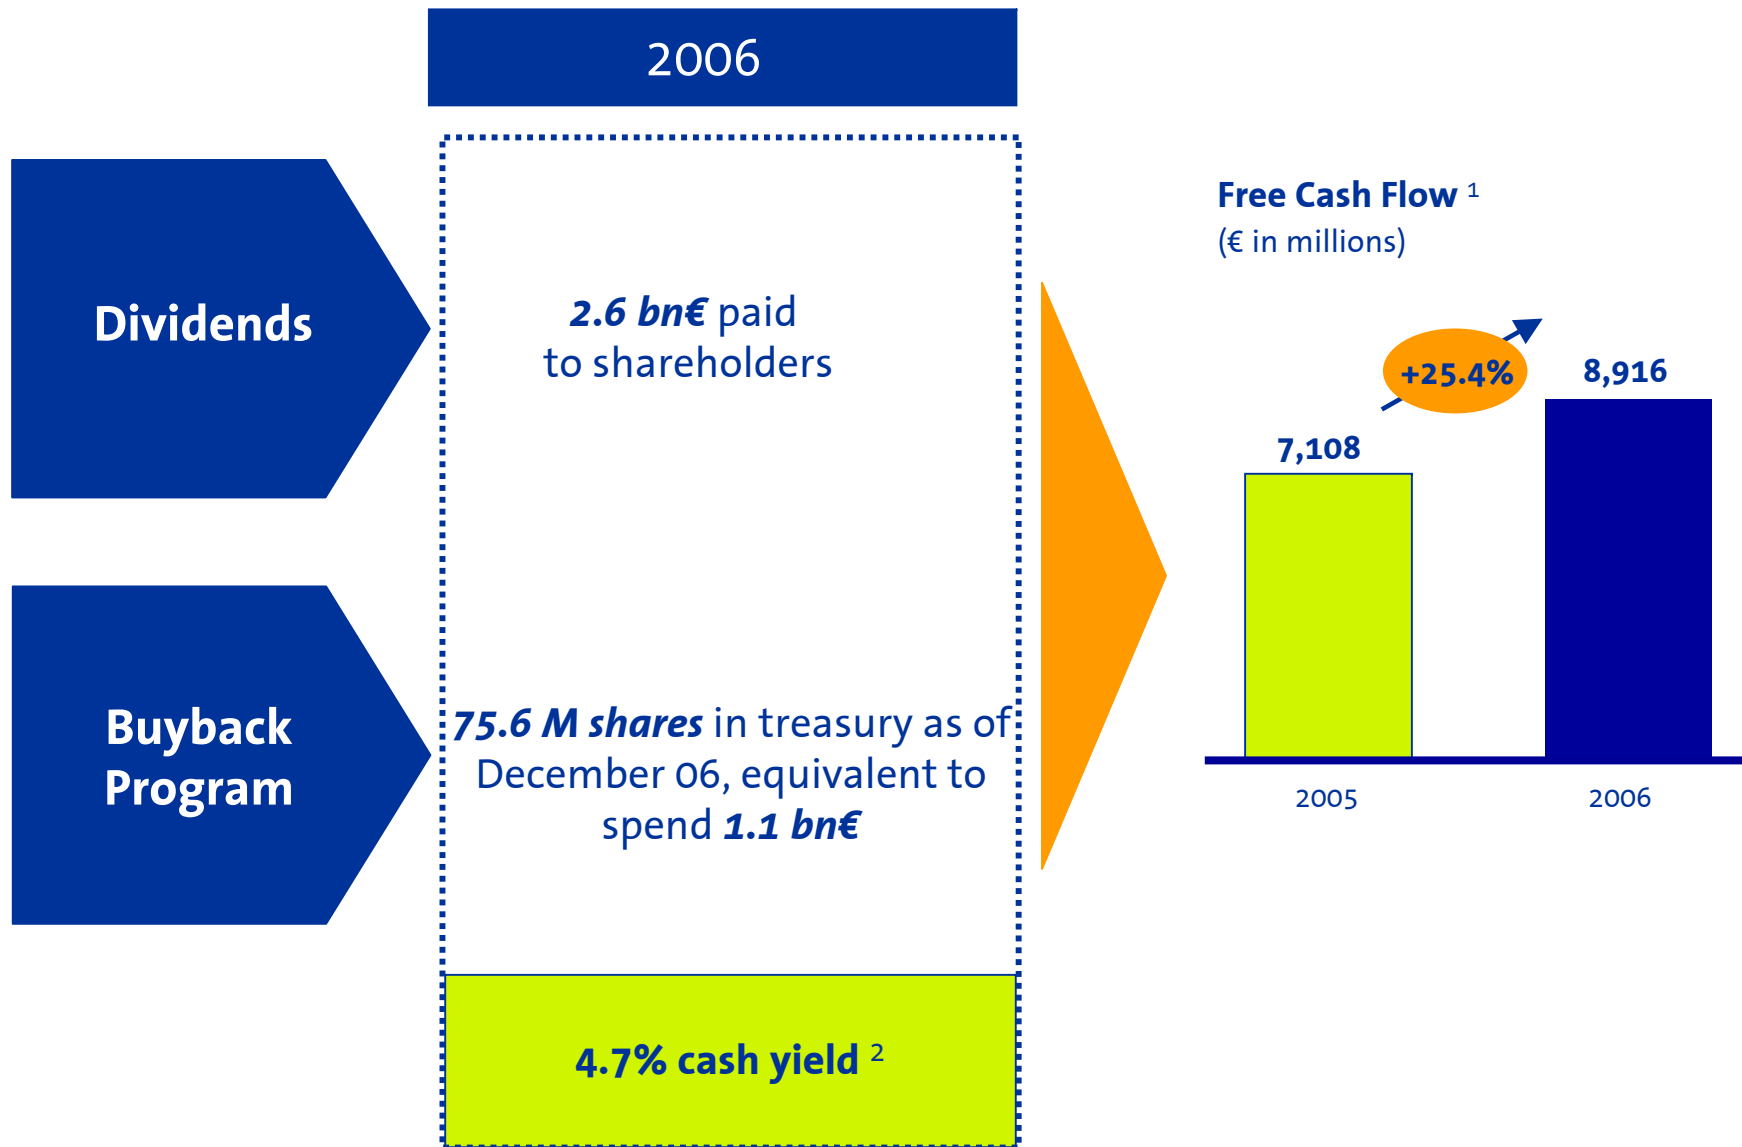 2006
Dividends
2.6 bn€ paid
to shareholders
Buyback
Program
75.6 M shares in treasury as of
December 06, equivalent to
spend 1.1 bn€
4.7% cash yield 2
Free Cash Flow 1
(€ in millions)
+25.4%
8,916
7,108
2005
2006